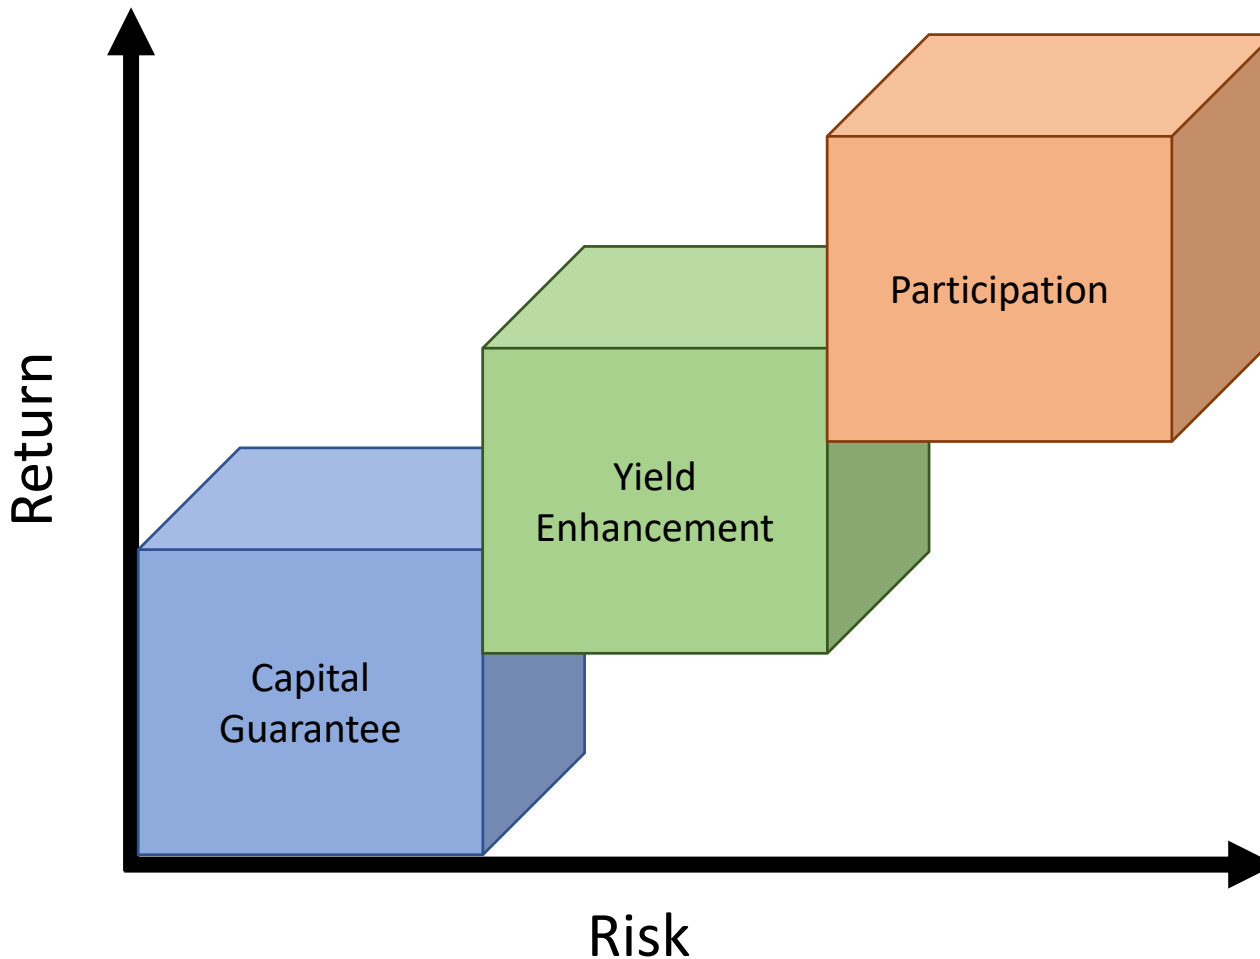 Participation
Yield
Enhancement
Return
Capital
Guarantee
Risk